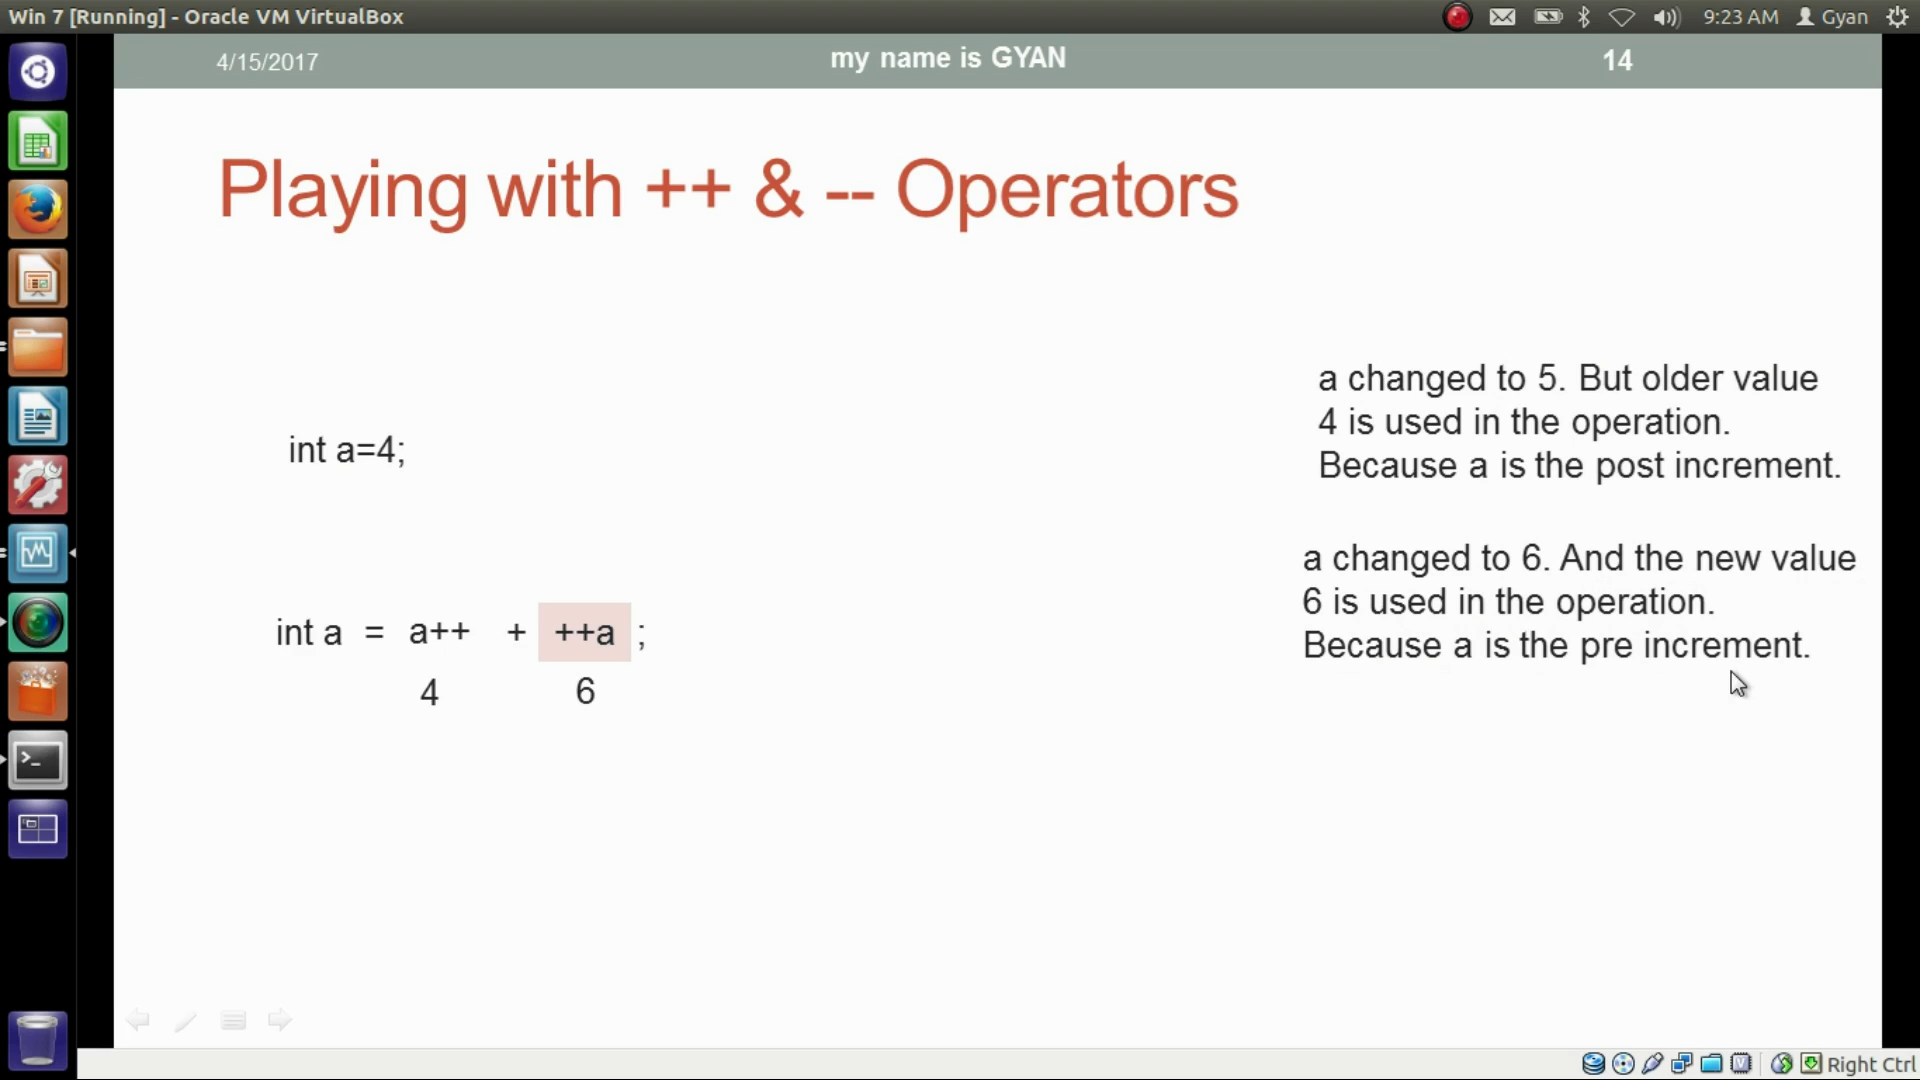 Win 7 [Running] - Oracle VM VirtualBox
9:23 AM
Gyan
4/15/2017
my name is GYAN
14
Playing with ++ & -- Operators
a changed to 5. But older value
4 is used in the operation.
Because a is the post increment.
int a=4;
a changed to 6. And the new value
6 is used in the operation.
Because a is the pre increment.
int a = a++ + ++a ;
4 6
Right Ctrl